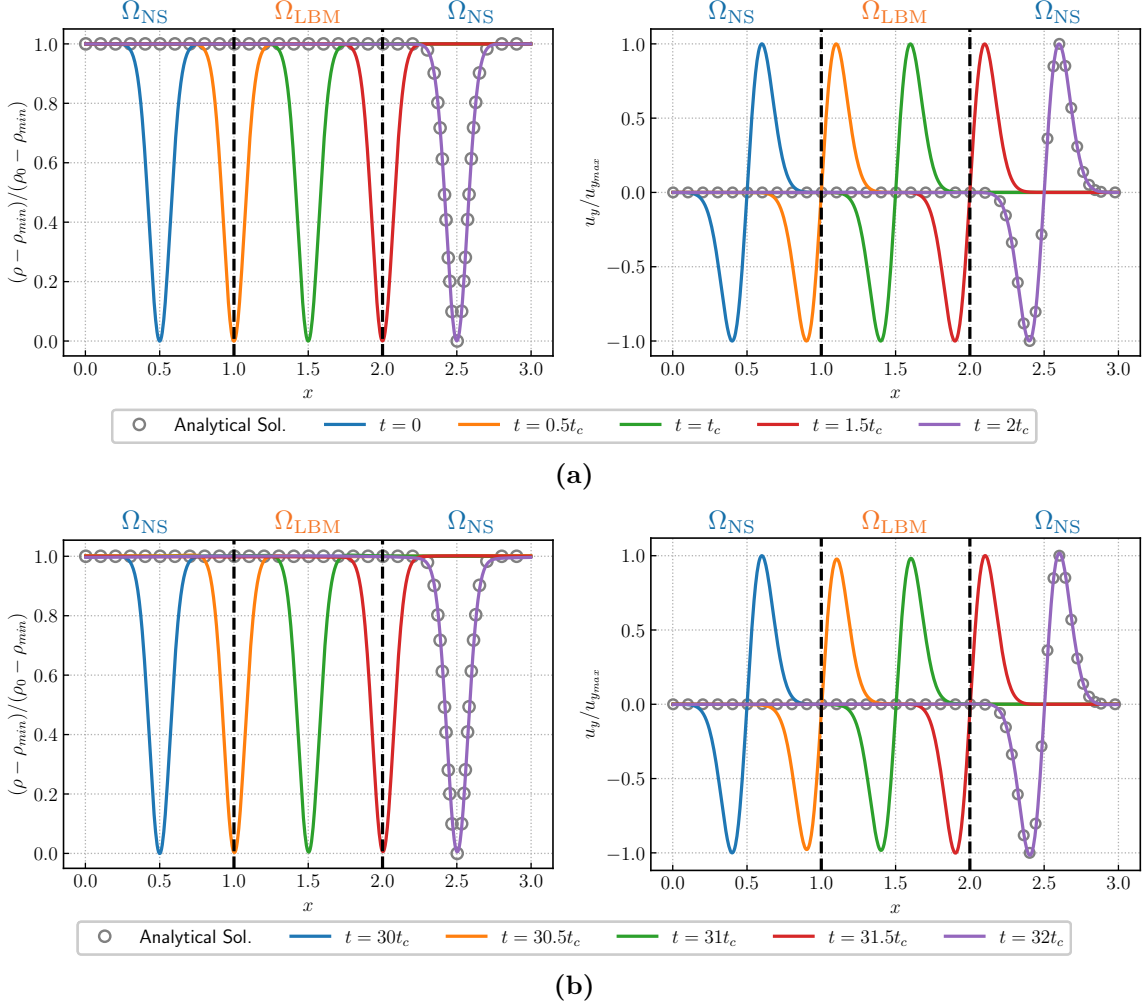 Ω_NS Ω_LBM Ω_NS Ω_NS Ω_LBM Ω_NS
(ρ − ρ_min)/(ρ_0 − ρ_min)
1.0
0.8
0.6
0.4
0.2
0.0
0.0 0.5 1.0 1.5 2.0 2.5 3.0
x
u_y/u_{y_max}
1.0
0.5
0.0
−0.5
−1.0
0.0 0.5 1.0 1.5 2.0 2.5 3.0
x
Analytical Sol. t = 0 t = 0.5t_c t = t_c t = 1.5t_c t = 2t_c
(a)
Ω_NS Ω_LBM Ω_NS Ω_NS Ω_LBM Ω_NS
(ρ − ρ_min)/(ρ_0 − ρ_min)
1.0
0.8
0.6
0.4
0.2
0.0
0.0 0.5 1.0 1.5 2.0 2.5 3.0
x
u_y/u_{y_max}
1.0
0.5
0.0
−0.5
−1.0
0.0 0.5 1.0 1.5 2.0 2.5 3.0
x
Analytical Sol. t = 30t_c t = 30.5t_c t = 31t_c t = 31.5t_c t = 32t_c
(b)